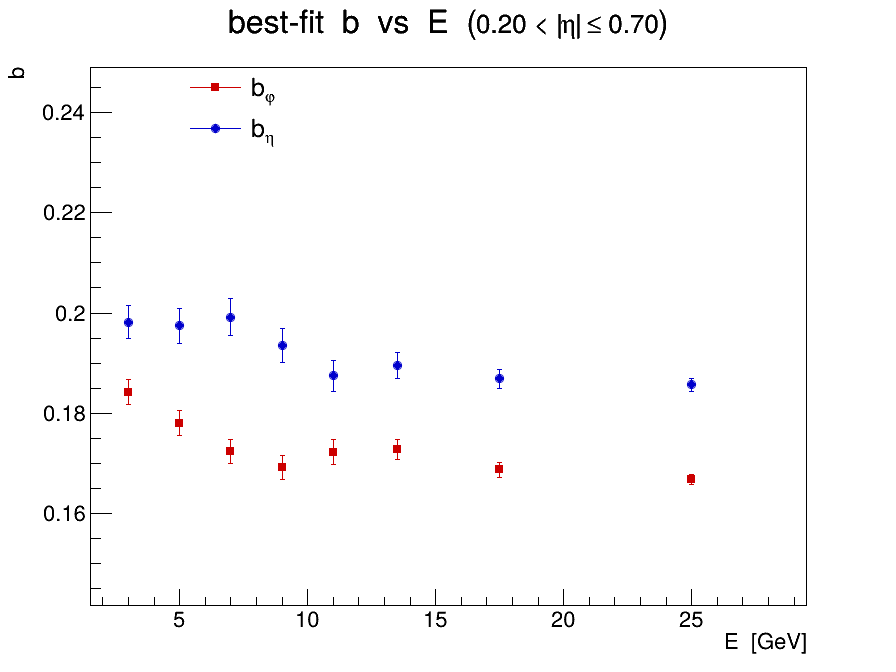 best-fit b vs E (0.20 < |η| ≤ 0.70)
b
b_φ
b_η
0.24
0.22
0.2
0.18
0.16
5 10 15 20 25
E [GeV]